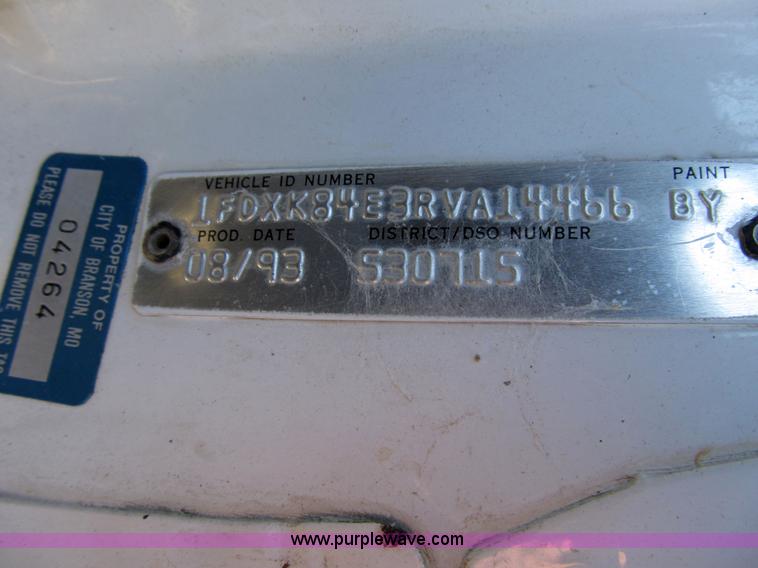 VEHICLE ID NUMBER PAINT
1FDXK84E3RVA14466 BY
PROD. DATE DISTRICT/DSO NUMBER
08/93 530715
PROPERTY OF
CITY OF BRANSON, MO
04264
PLEASE DO NOT REMOVE THIS TAG
www.purplewave.com